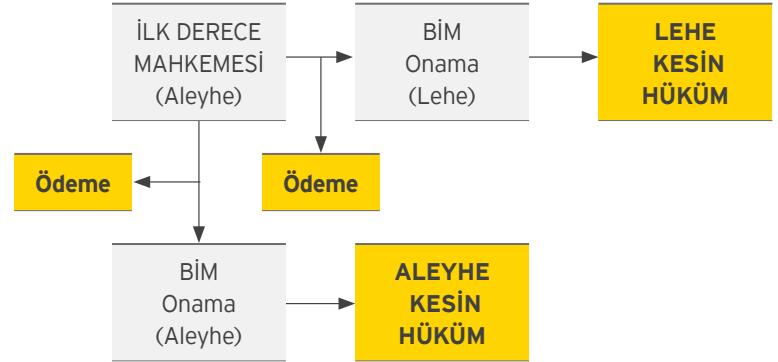 İLK DERECE
MAHKEMESİ
(Aleyhe)
BİM
Onama
(Lehe)
LEHE
KESİN
HÜKÜM
Ödeme
Ödeme
BİM
Onama
(Aleyhe)
ALEYHE
KESİN
HÜKÜM